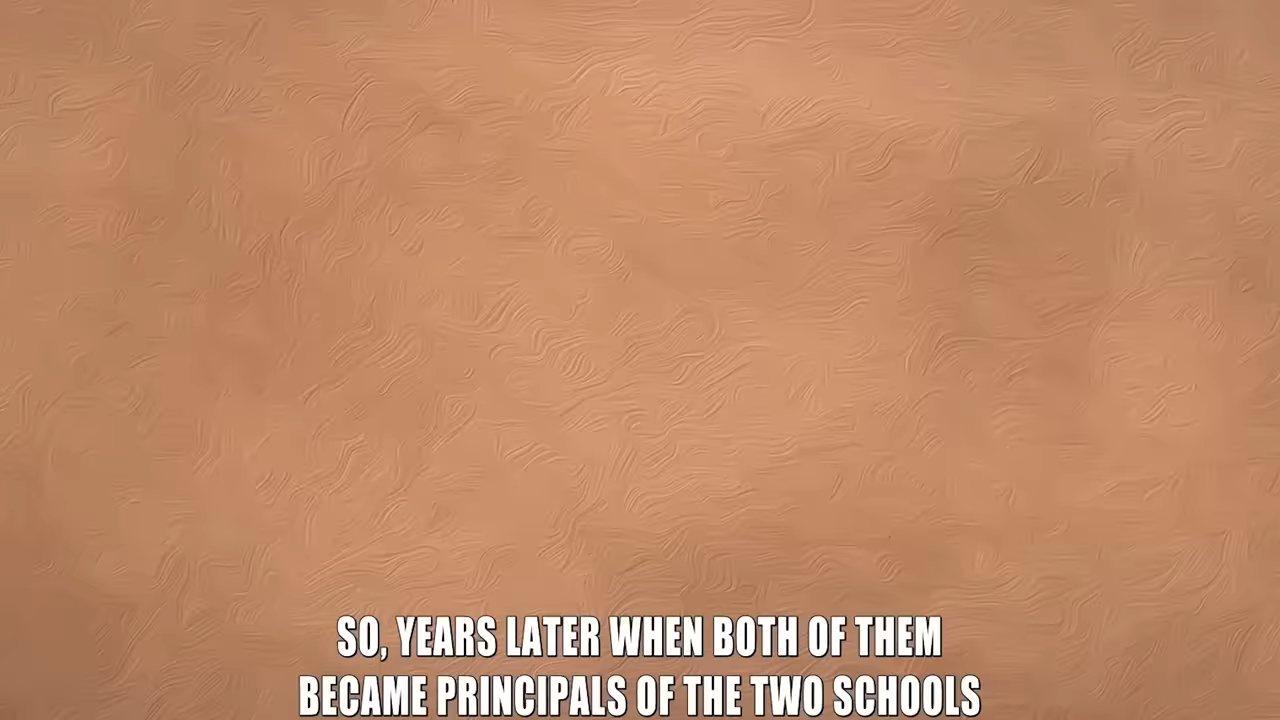 SO, YEARS LATER WHEN BOTH OF THEM
BECAME PRINCIPALS OF THE TWO SCHOOLS